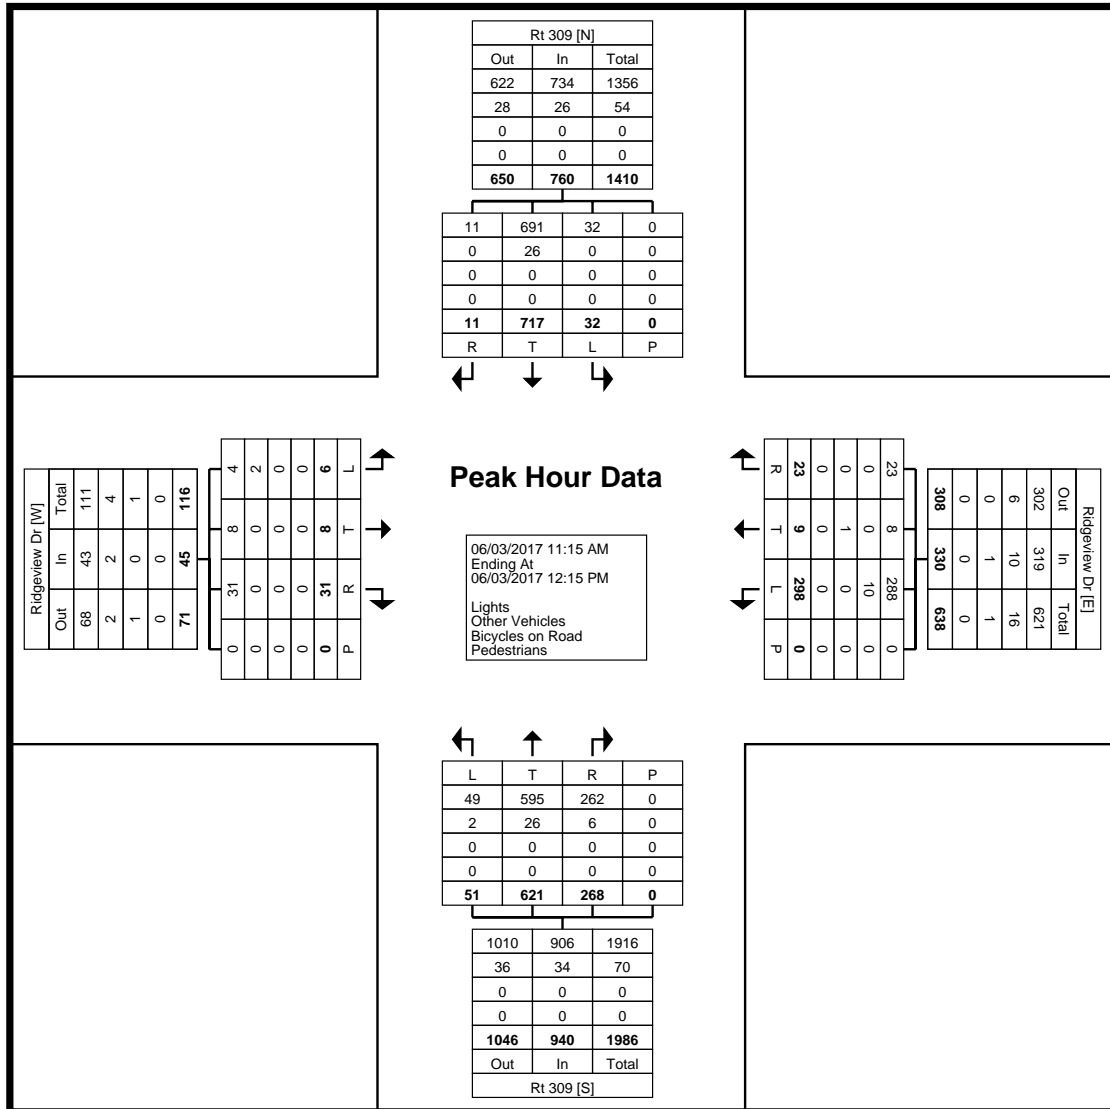 Rt 309 [N]
Out In Total
622 734 1356
28 26 54
0 0 0
0 0 0
650 760 1410
11 691 32 0
0 26 0 0
0 0 0 0
0 0 0 0
11 717 32 0
R T L P
Ridgeview Dr [W]
Total In Out
111 43 68
4 2 2
1 0 1
0 0 0
116 45 71
4 8 31 0
2 0 0 0
0 0 0 0
0 0 0 0
6 8 31 0
L T R P
Peak Hour Data
06/03/2017 11:15 AM
Ending At
06/03/2017 12:15 PM
Lights
Other Vehicles
Bicycles on Road
Pedestrians
Ridgeview Dr [E]
Out In Total
302 319 621
6 10 16
0 1 1
0 0 0
308 330 638
23 8 288 0
0 0 10 0
0 1 0 0
0 0 0 0
23 9 298 0
R T L P
L T R P
49 595 262 0
2 26 6 0
0 0 0 0
0 0 0 0
51 621 268 0
1010 906 1916
36 34 70
0 0 0
0 0 0
1046 940 1986
Out In Total
Rt 309 [S]